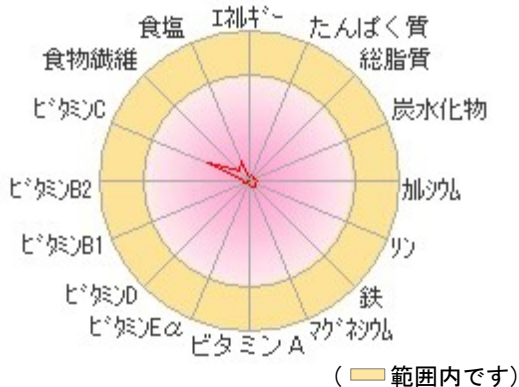 エネルギー
たんぱく質
総脂質
炭水化物
カルシウム
リン
鉄
マグネシウム
ビタミンA
ビタミンEα
ビタミンD
ビタミンB1
ビタミンB2
ビタミンC
食物繊維
食塩
( 範囲内です)